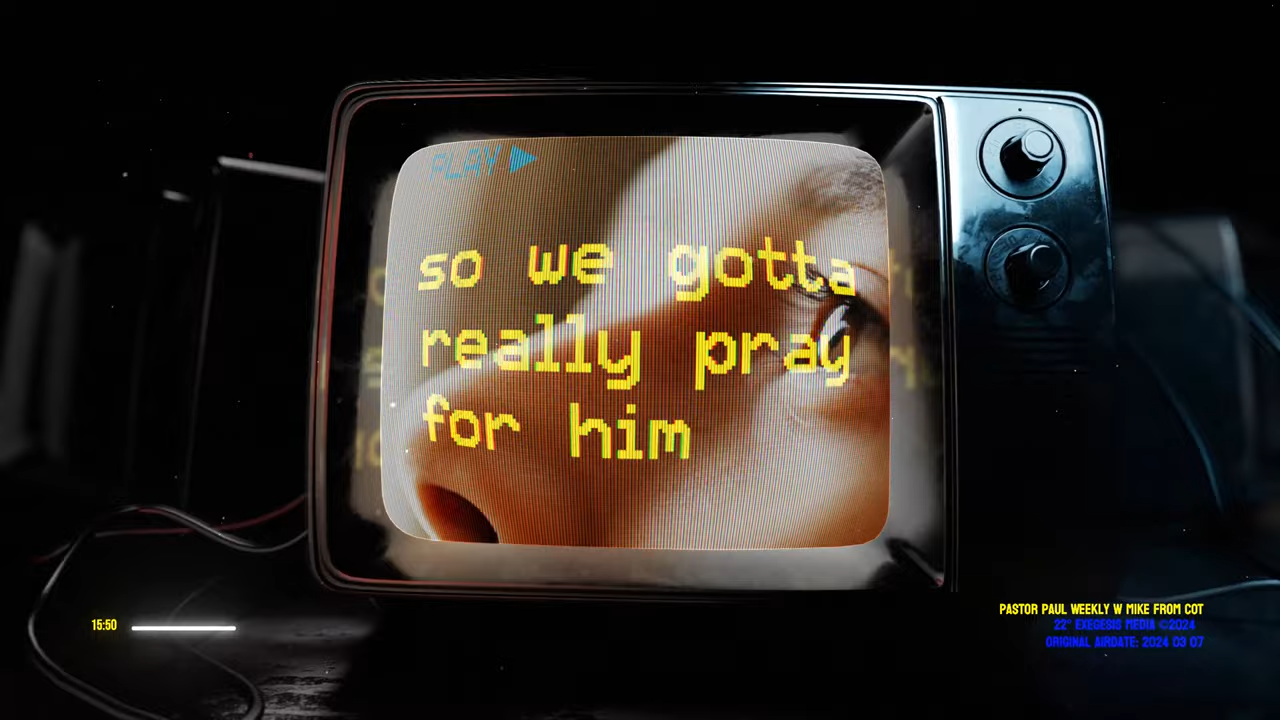 PLAY
so we gotta
really pray
for him
15:50
PASTOR PAUL WEEKLY W MIKE FROM COT
22° EXEGESIS MEDIA ©2024
ORIGINAL AIRDATE: 2024 03 07